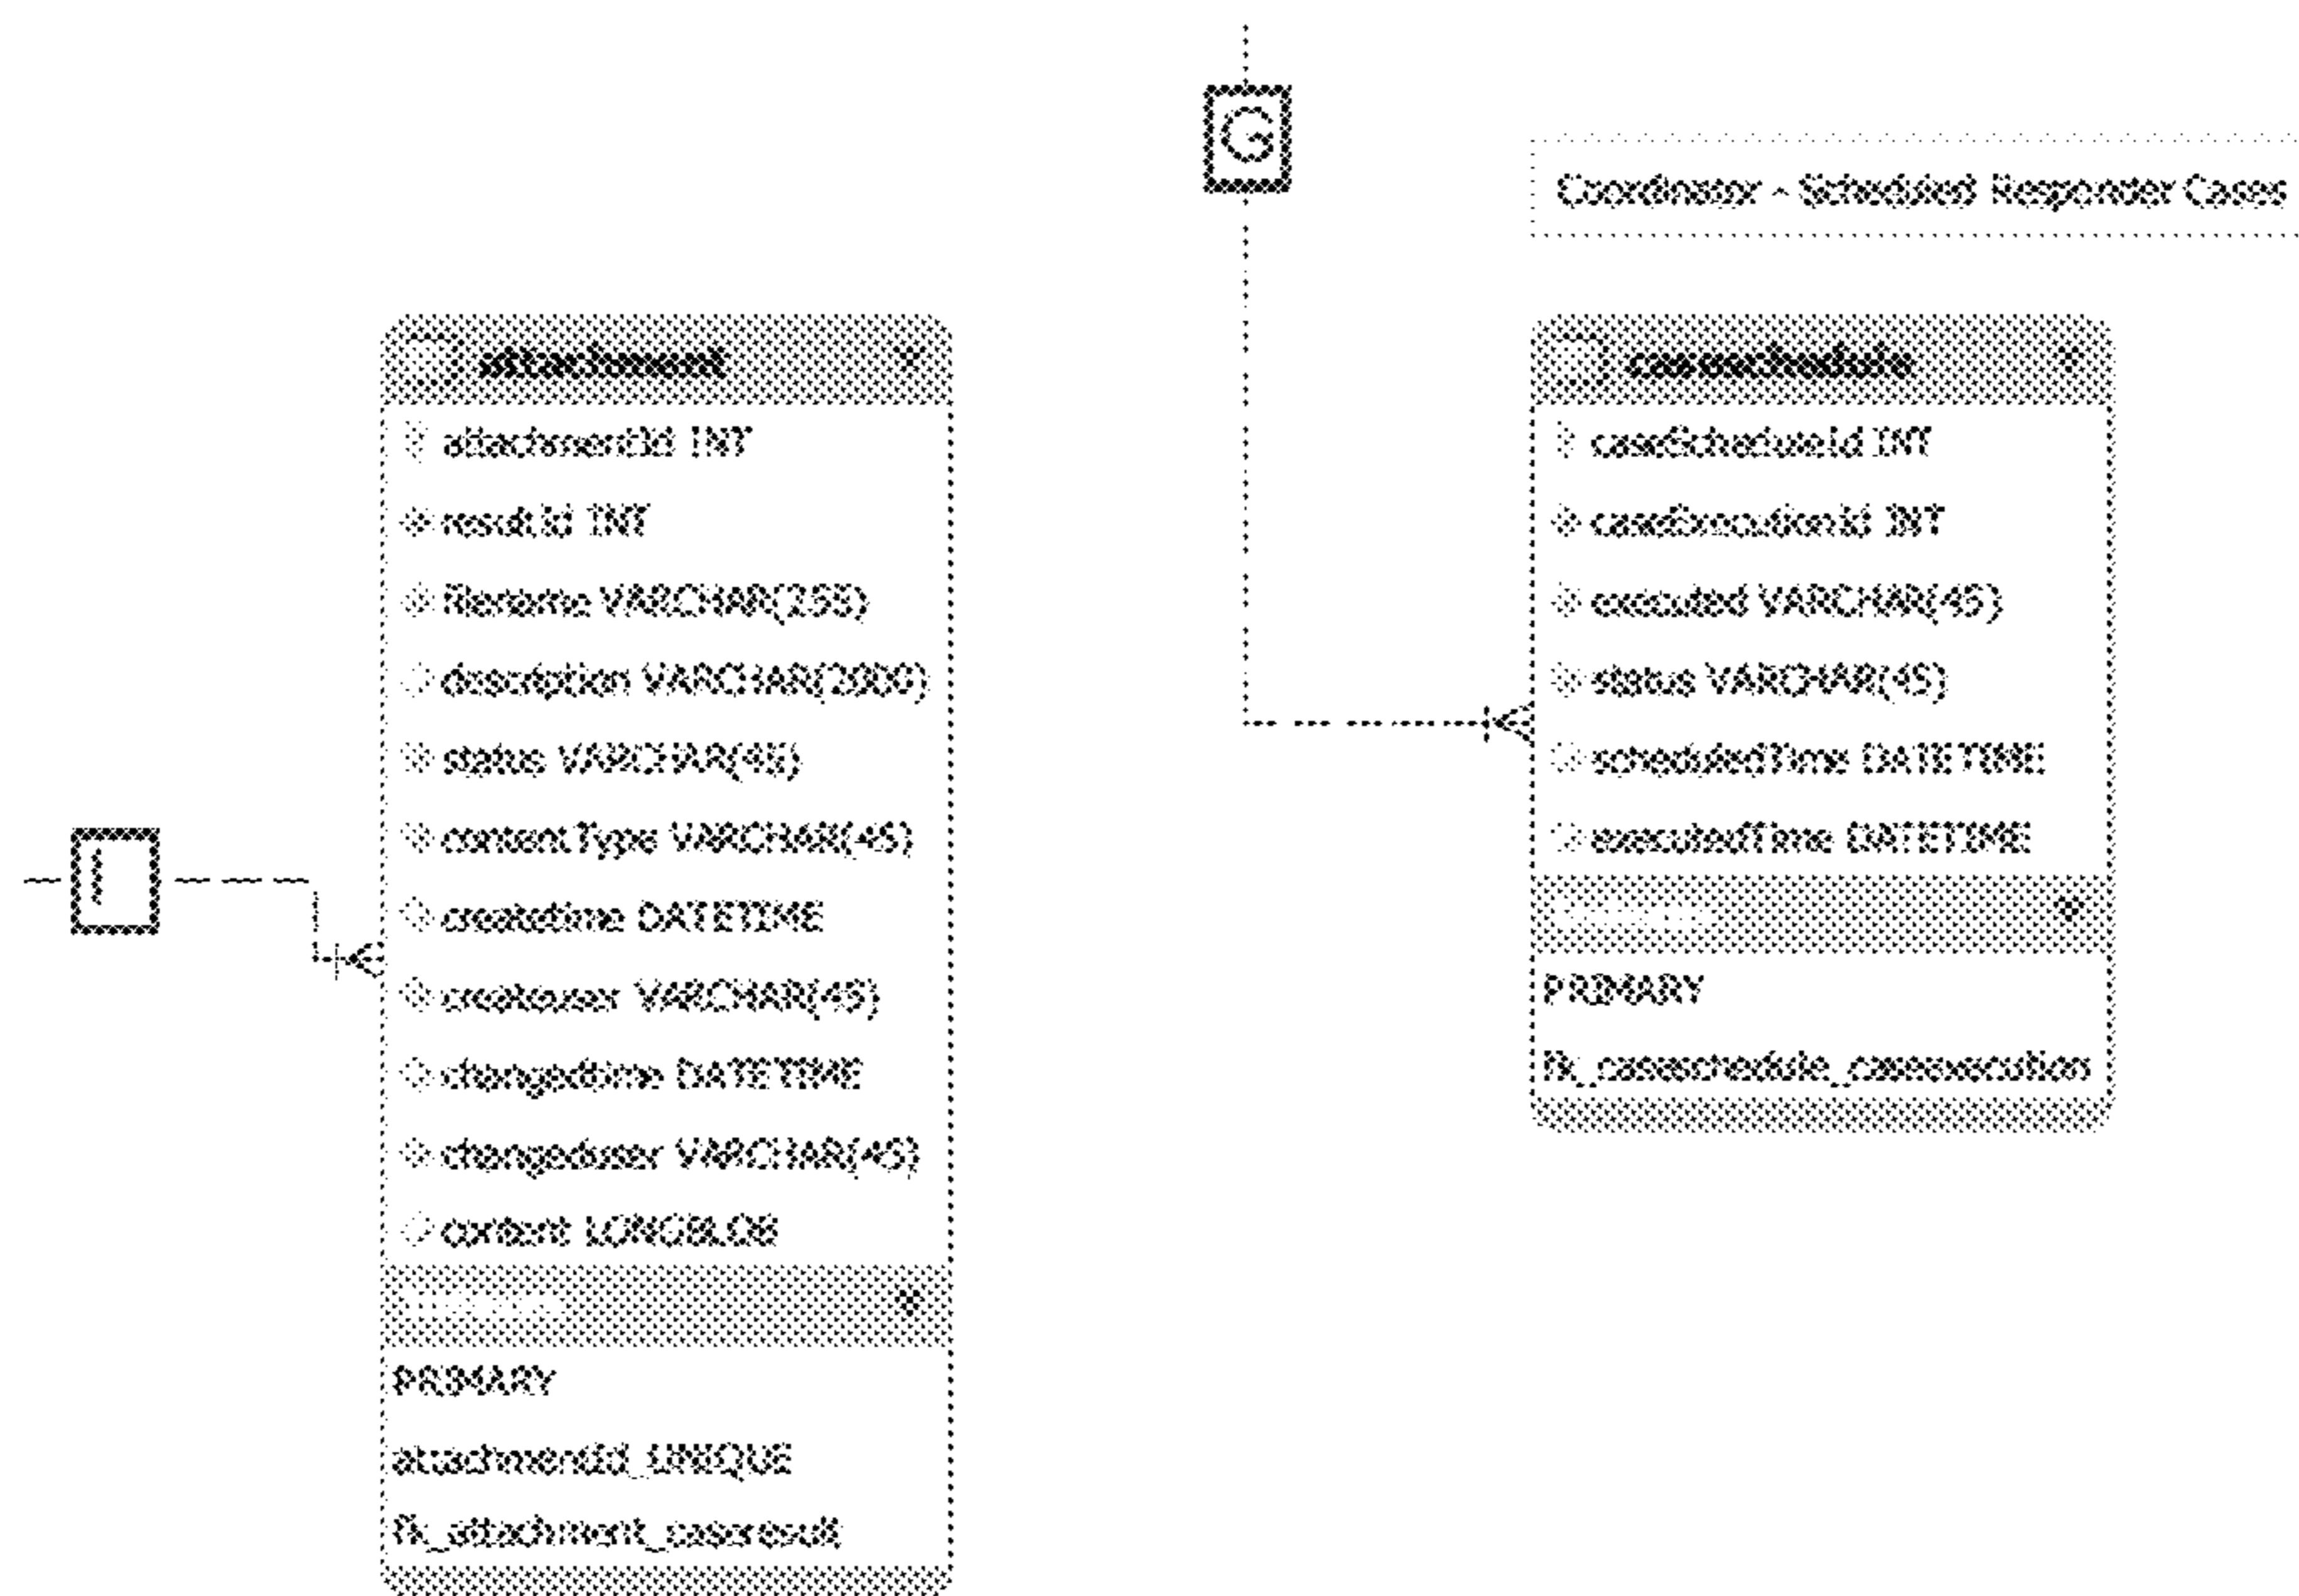 G
Coordinator - Scheduled Responder Cases
attachment
attachmentId INT
resultId INT
filename VARCHAR(255)
description VARCHAR(2000)
status VARCHAR(45)
contentType VARCHAR(45)
createtime DATETIME
createuser VARCHAR(45)
changedtime DATETIME
changeduser VARCHAR(45)
content LONGBLOB
PRIMARY
attachmentId_UNIQUE
fk_attachment_caseresult
caseschedule
caseScheduleId INT
caseExecutionId INT
executed VARCHAR(45)
status VARCHAR(45)
scheduledTime DATETIME
executedTime DATETIME
PRIMARY
fk_caseschedule_caseexecution